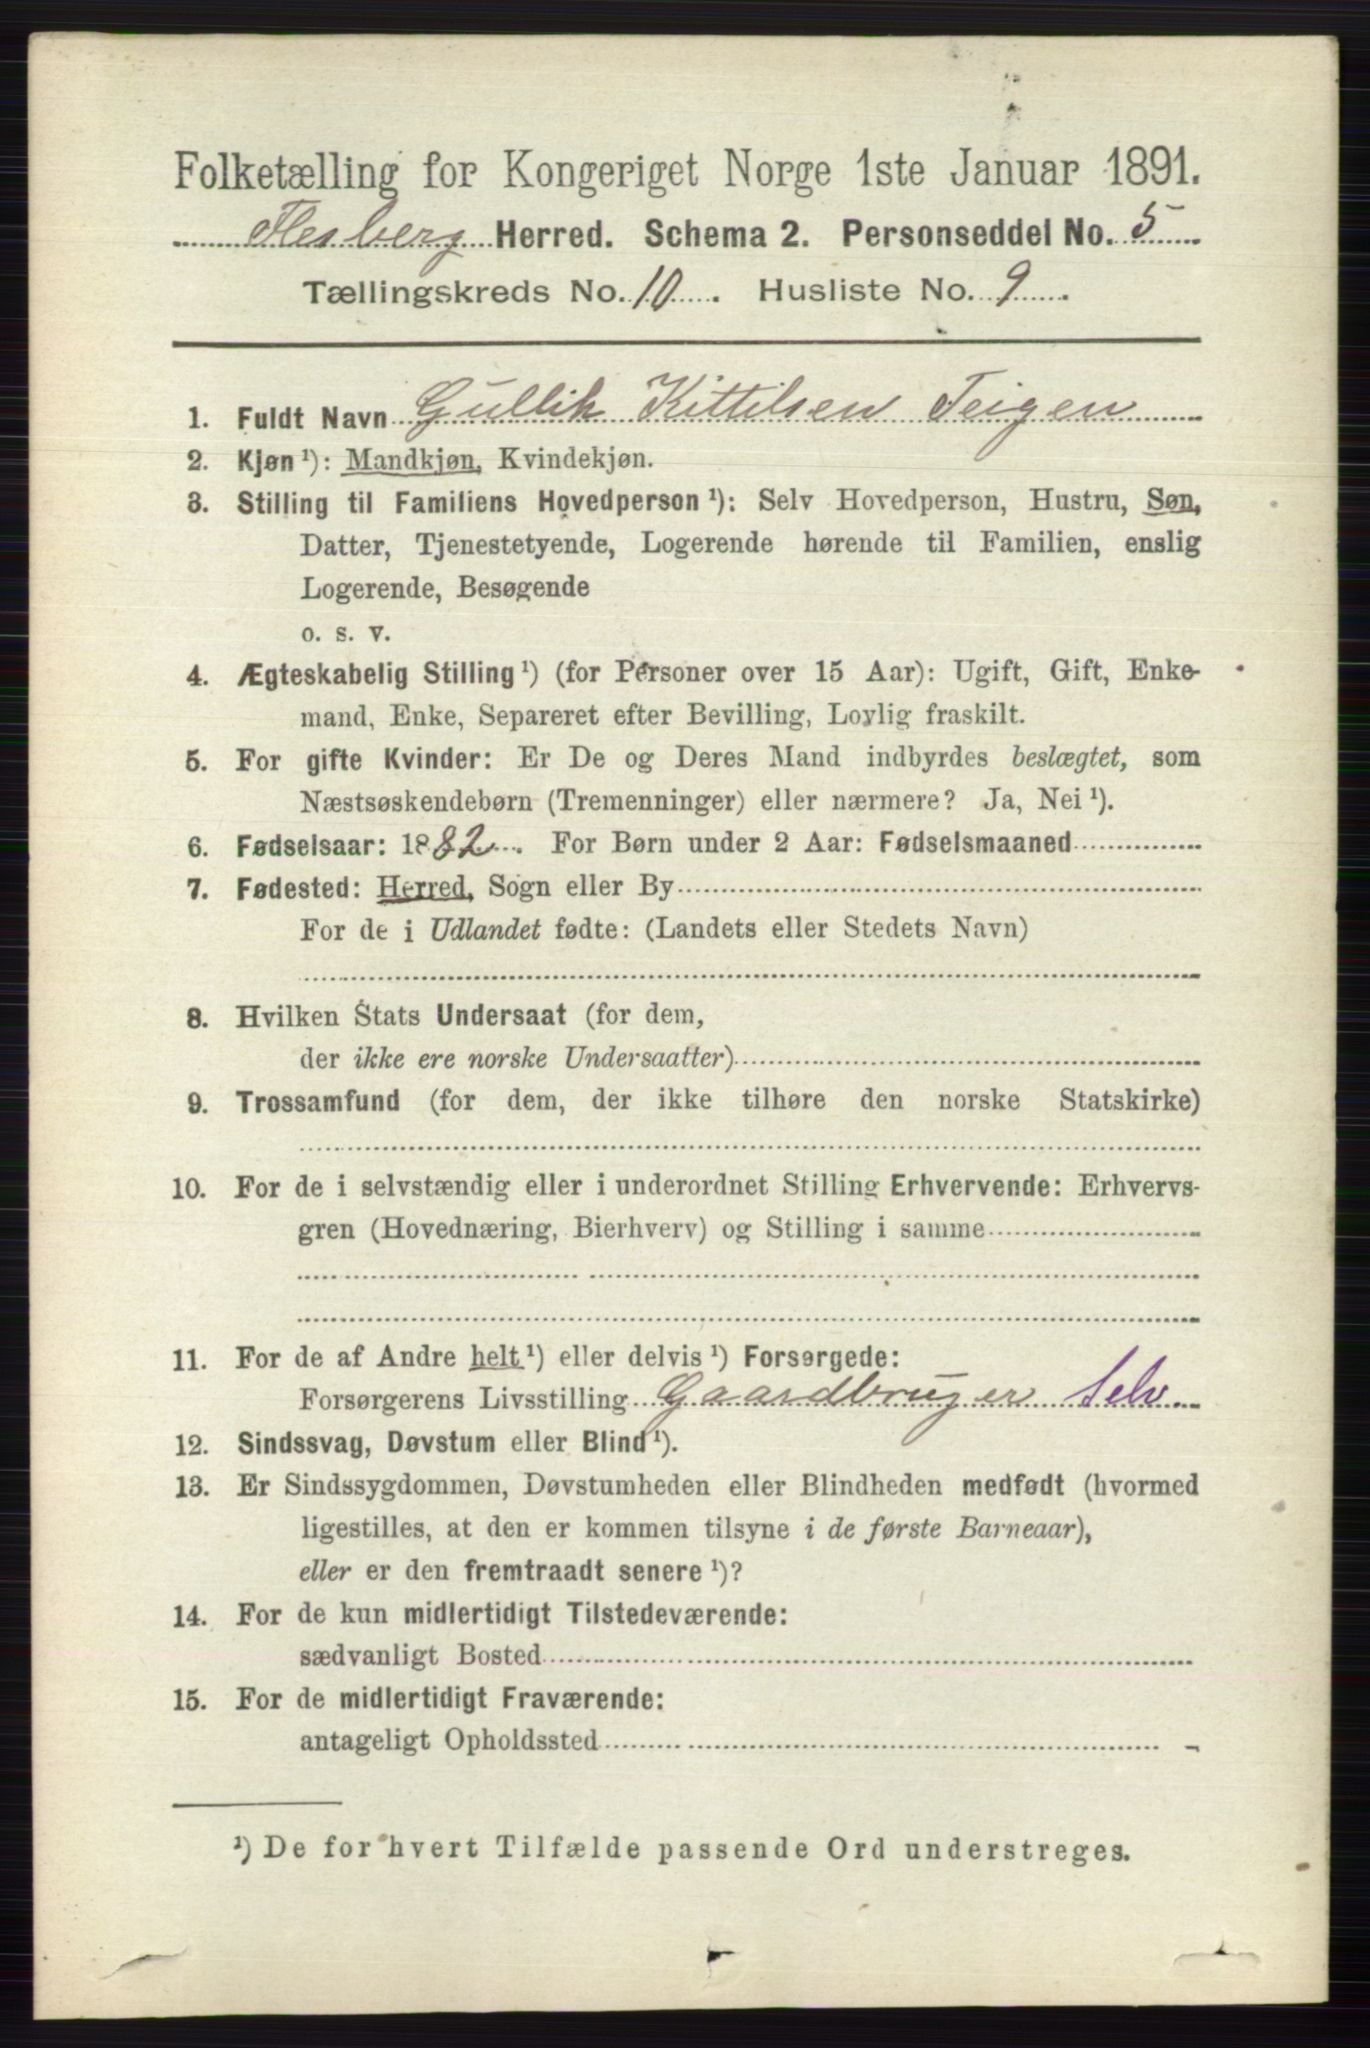 Folketælling for Kongeriget Norge 1ste Januar 1891.
Flesberg Herred. Schema 2. Personseddel No. 5
Tællingskreds No. 10. Husliste No. 9.
1. Fuldt Navn Gullik Kittilsen Teigen
2. Kjøn ¹): Mandkjøn, Kvindekjøn.
3. Stilling til Familiens Hovedperson ¹): Selv Hovedperson, Hustru, Søn,
Datter, Tjenestetyende, Logerende hørende til Familien, enslig
Logerende, Besøgende
o. s. v.
4. Ægteskabelig Stilling ¹) (for Personer over 15 Aar): Ugift, Gift, Enke-
mand, Enke, Separeret efter Bevilling, Lovlig fraskilt.
5. For gifte Kvinder: Er De og Deres Mand indbyrdes beslægtet, som
Næstsøskendebørn (Tremenninger) eller nærmere? Ja, Nei ¹).
6. Fødselsaar: 1882. For Børn under 2 Aar: Fødselsmaaned
7. Fødested: Herred, Sogn eller By
For de i Udlandet fødte: (Landets eller Stedets Navn)
8. Hvilken Stats Undersaat (for dem,
der ikke ere norske Undersaatter)
9. Trossamfund (for dem, der ikke tilhøre den norske Statskirke)
10. For de i selvstændig eller i underordnet Stilling Erhvervende: Erhvervs-
gren (Hovednæring, Bierhverv) og Stilling i samme
11. For de af Andre helt ¹) eller delvis ¹) Forsørgede:
Forsørgerens Livsstilling Gaardbruger Selv
12. Sindssvag, Døvstum eller Blind ¹).
13. Er Sindssygdommen, Døvstumheden eller Blindheden medfødt (hvormed
ligestilles, at den er kommen tilsyne i de første Barneaar),
eller er den fremtraadt senere ¹)?
14. For de kun midlertidigt Tilstedeværende:
sædvanligt Bosted
15. For de midlertidigt Fraværende:
antageligt Opholdssted
¹) De for hvert Tilfælde passende Ord understreges.